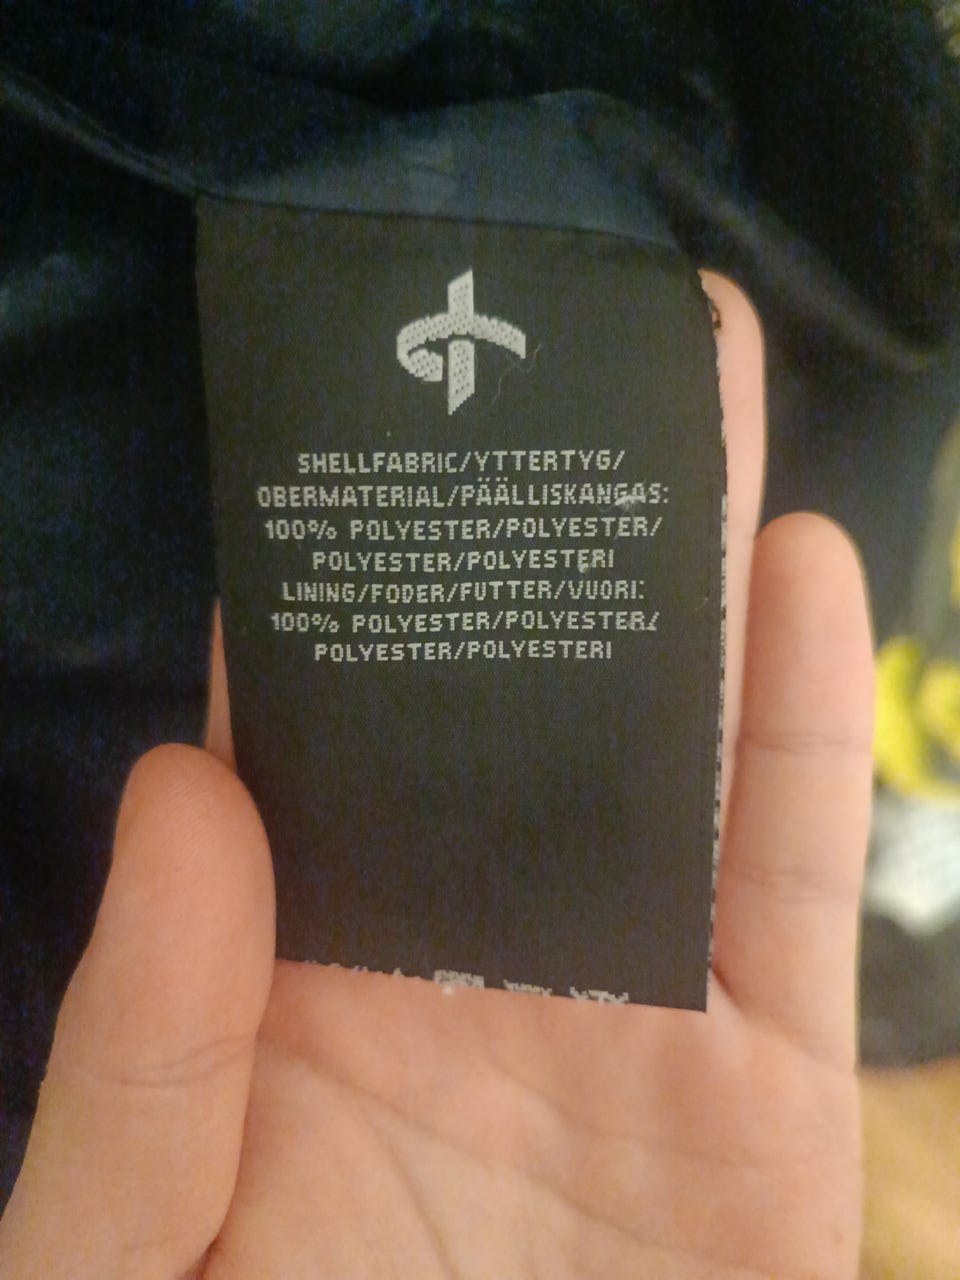 SHELLFABRIC/YTTERTYG/
OBERMATERIAL/PÄÄLLISKANGAS:
100% POLYESTER/POLYESTER/
POLYESTER/POLYESTERI
LINING/FODER/FUTTER/VUORI:
100% POLYESTER/POLYESTER/
POLYESTER/POLYESTERI